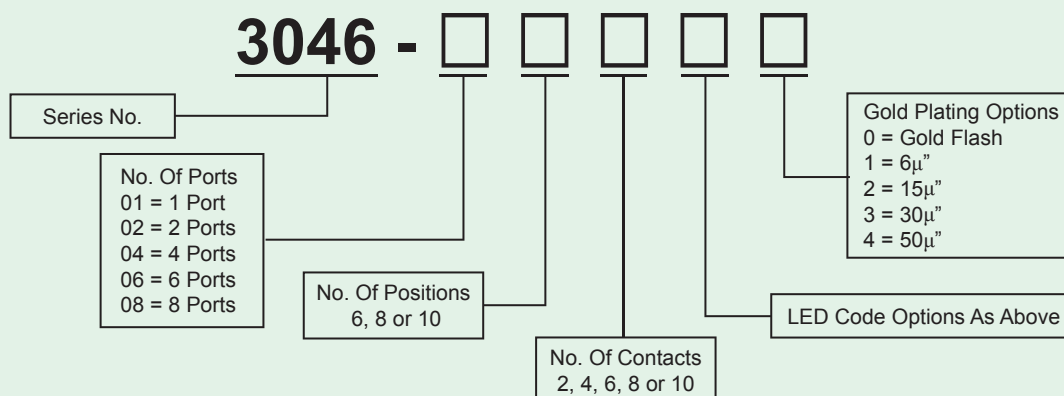 3046 -
Series No.
No. Of Ports
01 = 1 Port
02 = 2 Ports
04 = 4 Ports
06 = 6 Ports
08 = 8 Ports
No. Of Positions
6, 8 or 10
No. Of Contacts
2, 4, 6, 8 or 10
LED Code Options As Above
Gold Plating Options
0 = Gold Flash
1 = 6µ”
2 = 15µ”
3 = 30µ”
4 = 50µ”